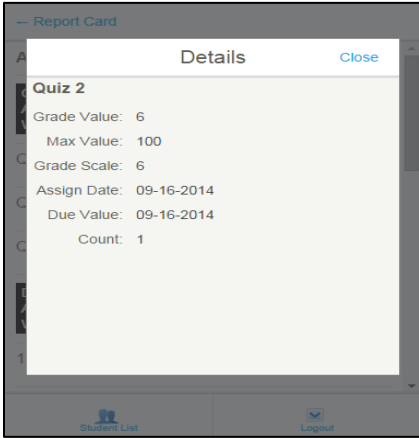 ← Report Card
Details
Close
Quiz 2
Grade Value: 6
Max Value: 100
Grade Scale: 6
Assign Date: 09-16-2014
Due Value: 09-16-2014
Count: 1
Student List
Logout